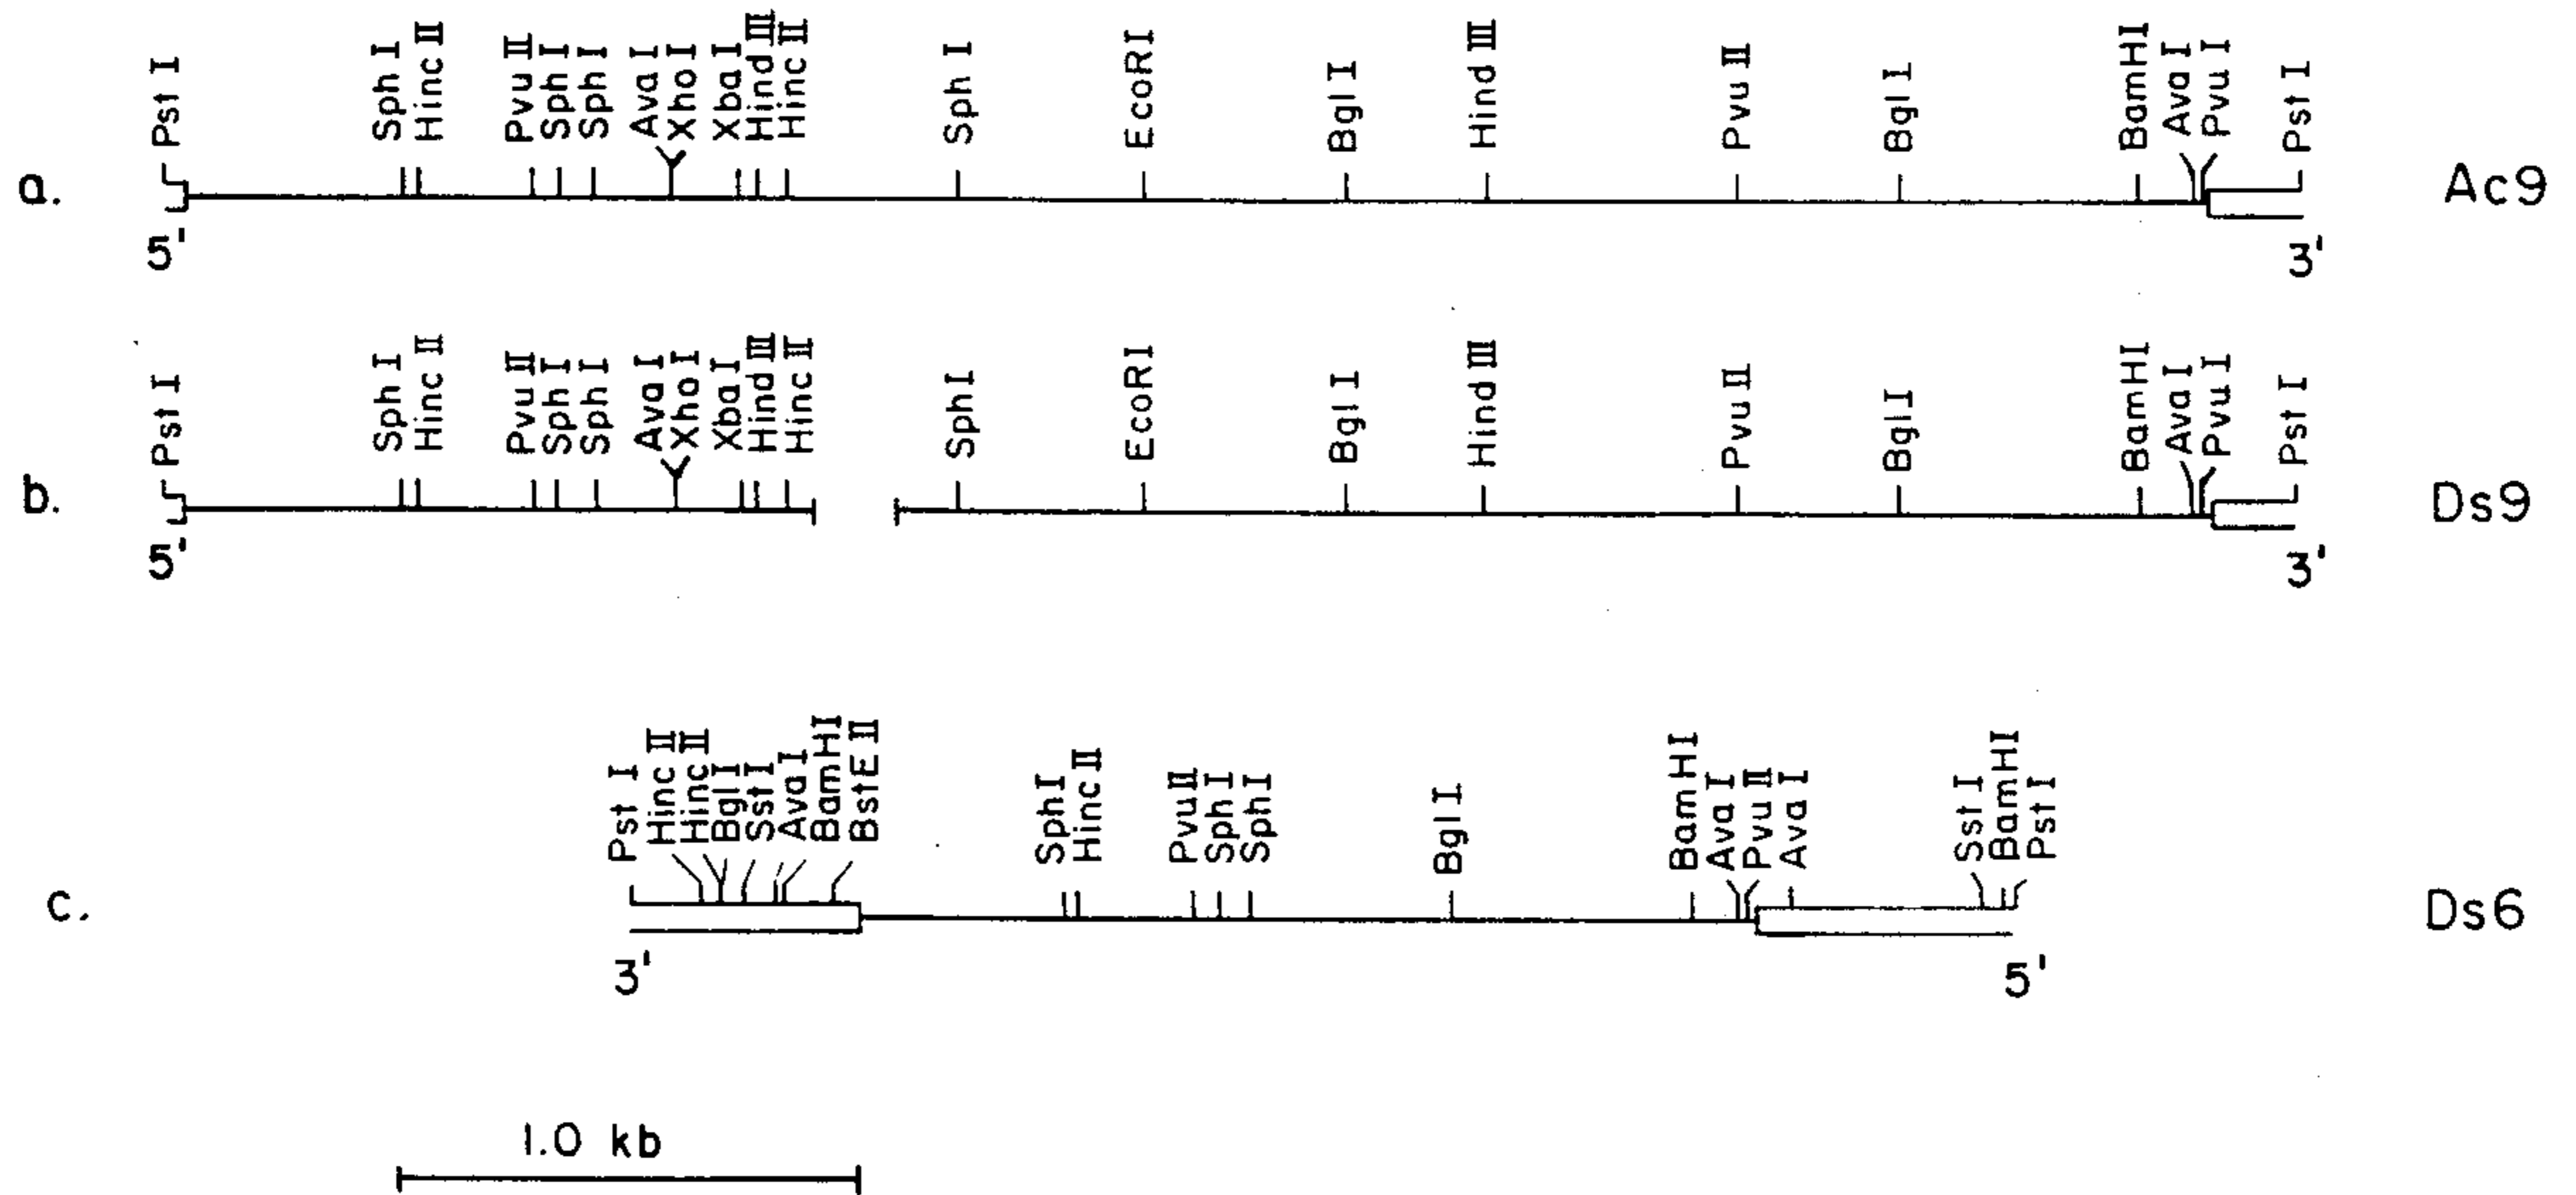 Pst I
Sph I
Hinc II
Pvu II
Sph I
Sph I
Ava I
Xho I
Xba I
Hind III
Hinc II
Sph I
EcoRI
Bgl I
Hind III
Pvu II
Bgl I
BamHI
Ava I
Pvu I
Pst I
a.
Ac9
5'
3'
Pst I
Sph I
Hinc II
Pvu II
Sph I
Sph I
Ava I
Xho I
Xba I
Hind III
Hinc II
Sph I
EcoRI
Bgl I
Hind III
Pvu II
Bgl I
BamHI
Ava I
Pvu I
Pst I
b.
Ds9
5'
3'
Pst I
Hinc II
Hinc II
Bgl I
Sst I
Ava I
BamHI
BstE II
Sph I
Hinc II
Pvu II
Sph I
Sph I
Bgl I
BamHI
Ava I
Pvu II
Ava I
Sst I
BamHI
Pst I
c.
Ds6
3'
5'
1.0 kb